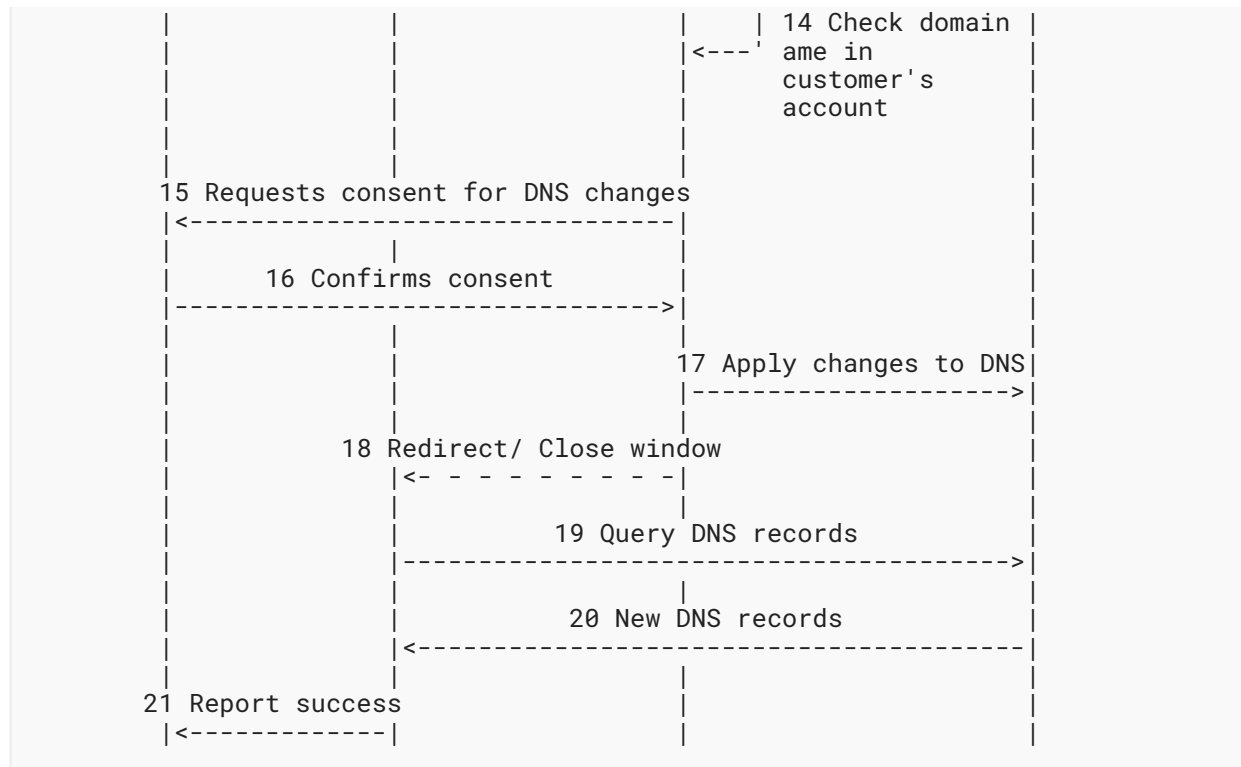 14 Check domain
ame in
customer's
account
15 Requests consent for DNS changes
16 Confirms consent
17 Apply changes to DNS
18 Redirect/ Close window
19 Query DNS records
20 New DNS records
21 Report success